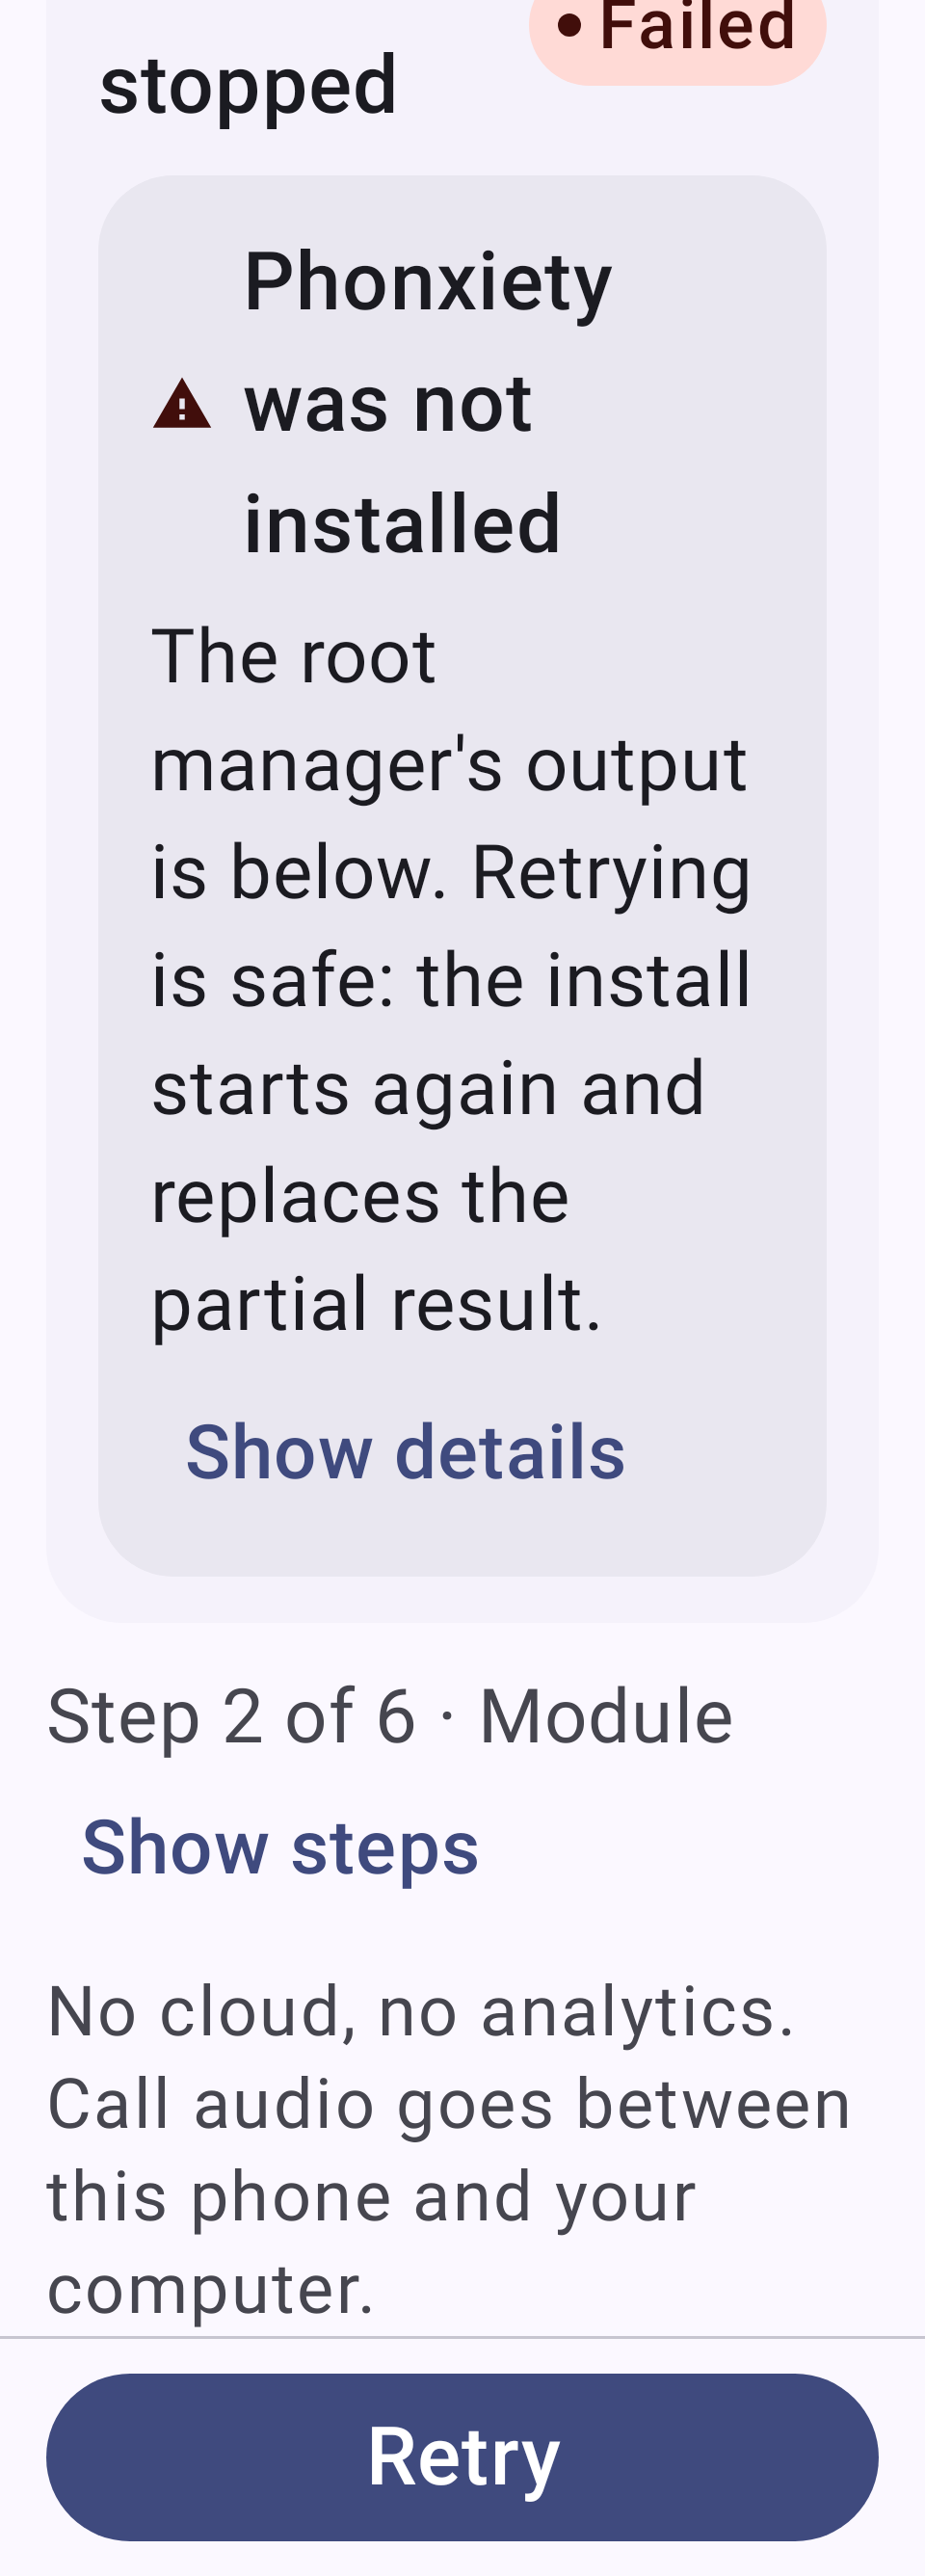 Failed
stopped
Phonxiety
was not
installed
The root
manager's output
is below. Retrying
is safe: the install
starts again and
replaces the
partial result.
Show details
Step 2 of 6 · Module
Show steps
No cloud, no analytics.
Call audio goes between
this phone and your
computer.
Retry